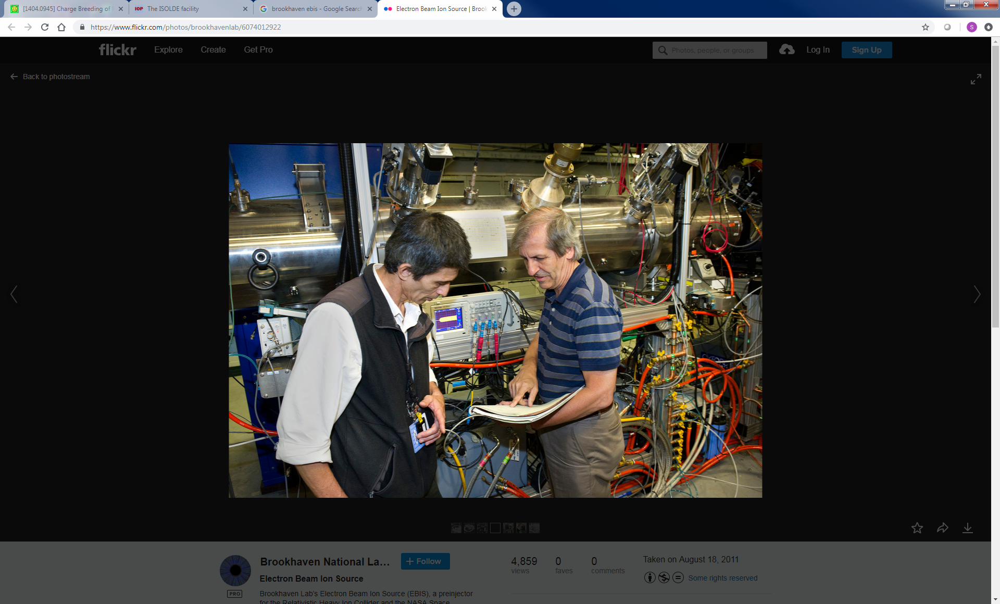 [1404.0945] Charge Breeding of
IOP The ISOLDE facility
brookhaven ebis - Google Search
Electron Beam Ion Source | Brook
https://www.flickr.com/photos/brookhavenlab/6074012922
S
flickr Explore Create Get Pro
Photos, people, or groups
Log In
Sign Up
Back to photostream
Brookhaven National La...
+ Follow
Electron Beam Ion Source
PRO
Brookhaven Lab's Electron Beam Ion Source (EBIS), a preinjector
for the Relativistic Heavy Ion Collider and the NASA Space
4,859
views
0
faves
0
comments
Taken on August 18, 2011
Some rights reserved